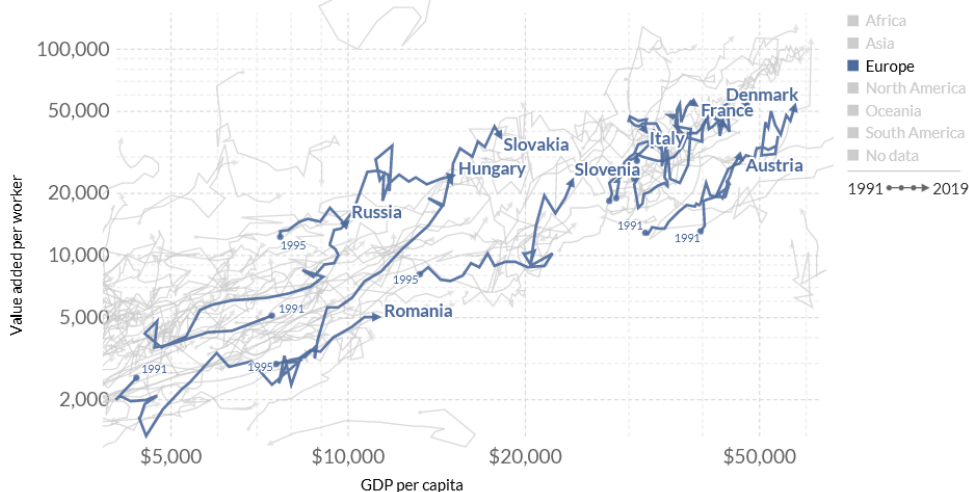 100,000
50,000
20,000
10,000
5,000
2,000
Value added per worker
$5,000
$10,000
$20,000
$50,000
GDP per capita
Denmark
France
Italy
Slovakia
Hungary
Slovenia
Austria
Russia
Romania
1991
1991
1995
1995
1991
1991
1995
Africa
Asia
Europe
North America
Oceania
South America
No data
1991
2019